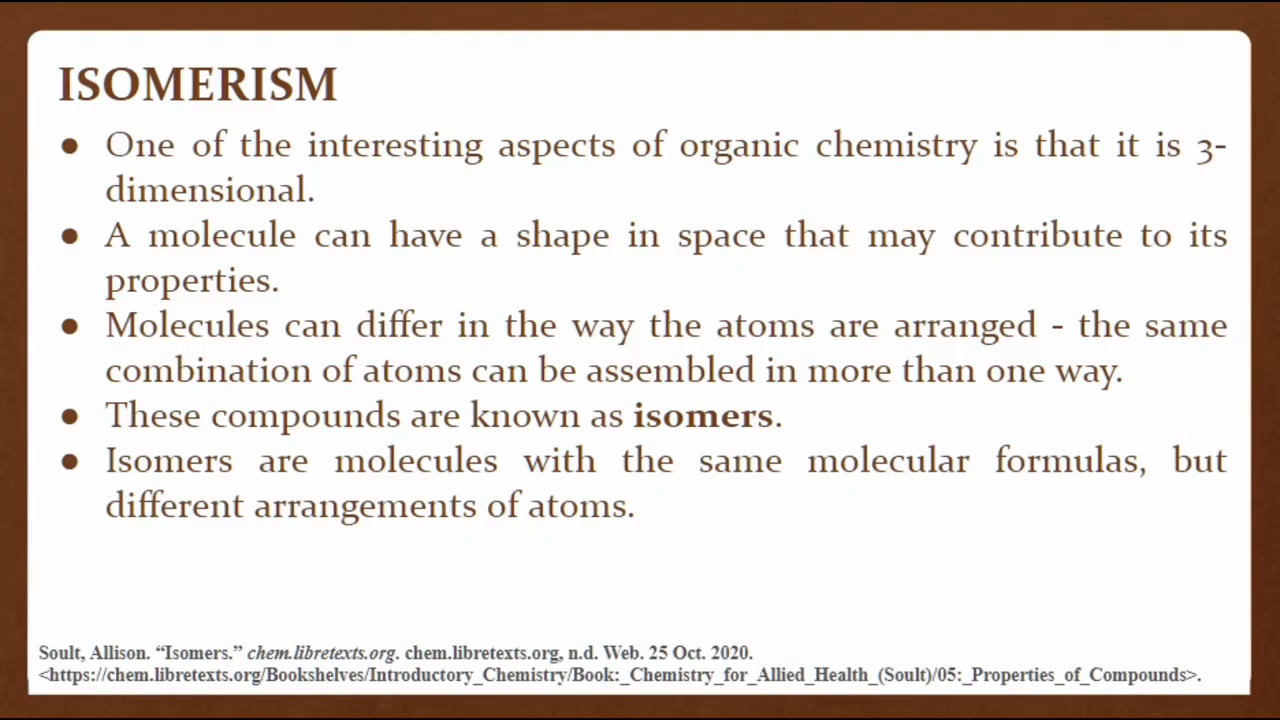 ISOMERISM
● One of the interesting aspects of organic chemistry is that it is 3-
dimensional.
● A molecule can have a shape in space that may contribute to its
properties.
● Molecules can differ in the way the atoms are arranged - the same
combination of atoms can be assembled in more than one way.
● These compounds are known as isomers.
● Isomers are molecules with the same molecular formulas, but
different arrangements of atoms.
Soult, Allison. “Isomers.” chem.libretexts.org. chem.libretexts.org, n.d. Web. 25 Oct. 2020.
<https://chem.libretexts.org/Bookshelves/Introductory_Chemistry/Book:_Chemistry_for_Allied_Health_(Soult)/05:_Properties_of_Compounds>.